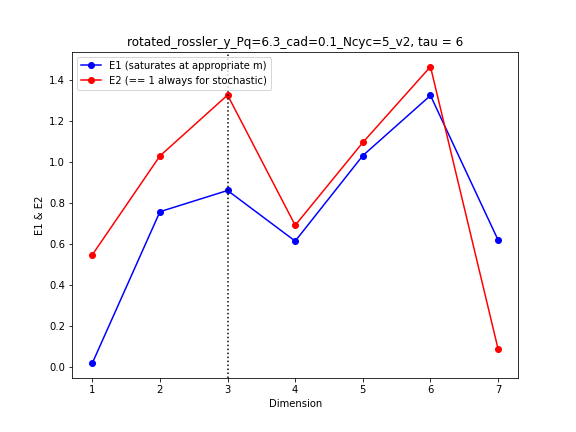 rotated_rossler_y_Pq=6.3_cad=0.1_Ncyc=5_v2, tau = 6
E1 (saturates at appropriate m)
E2 (== 1 always for stochastic)
E1 & E2
1.4
1.2
1.0
0.8
0.6
0.4
0.2
0.0
1 2 3 4 5 6 7
Dimension